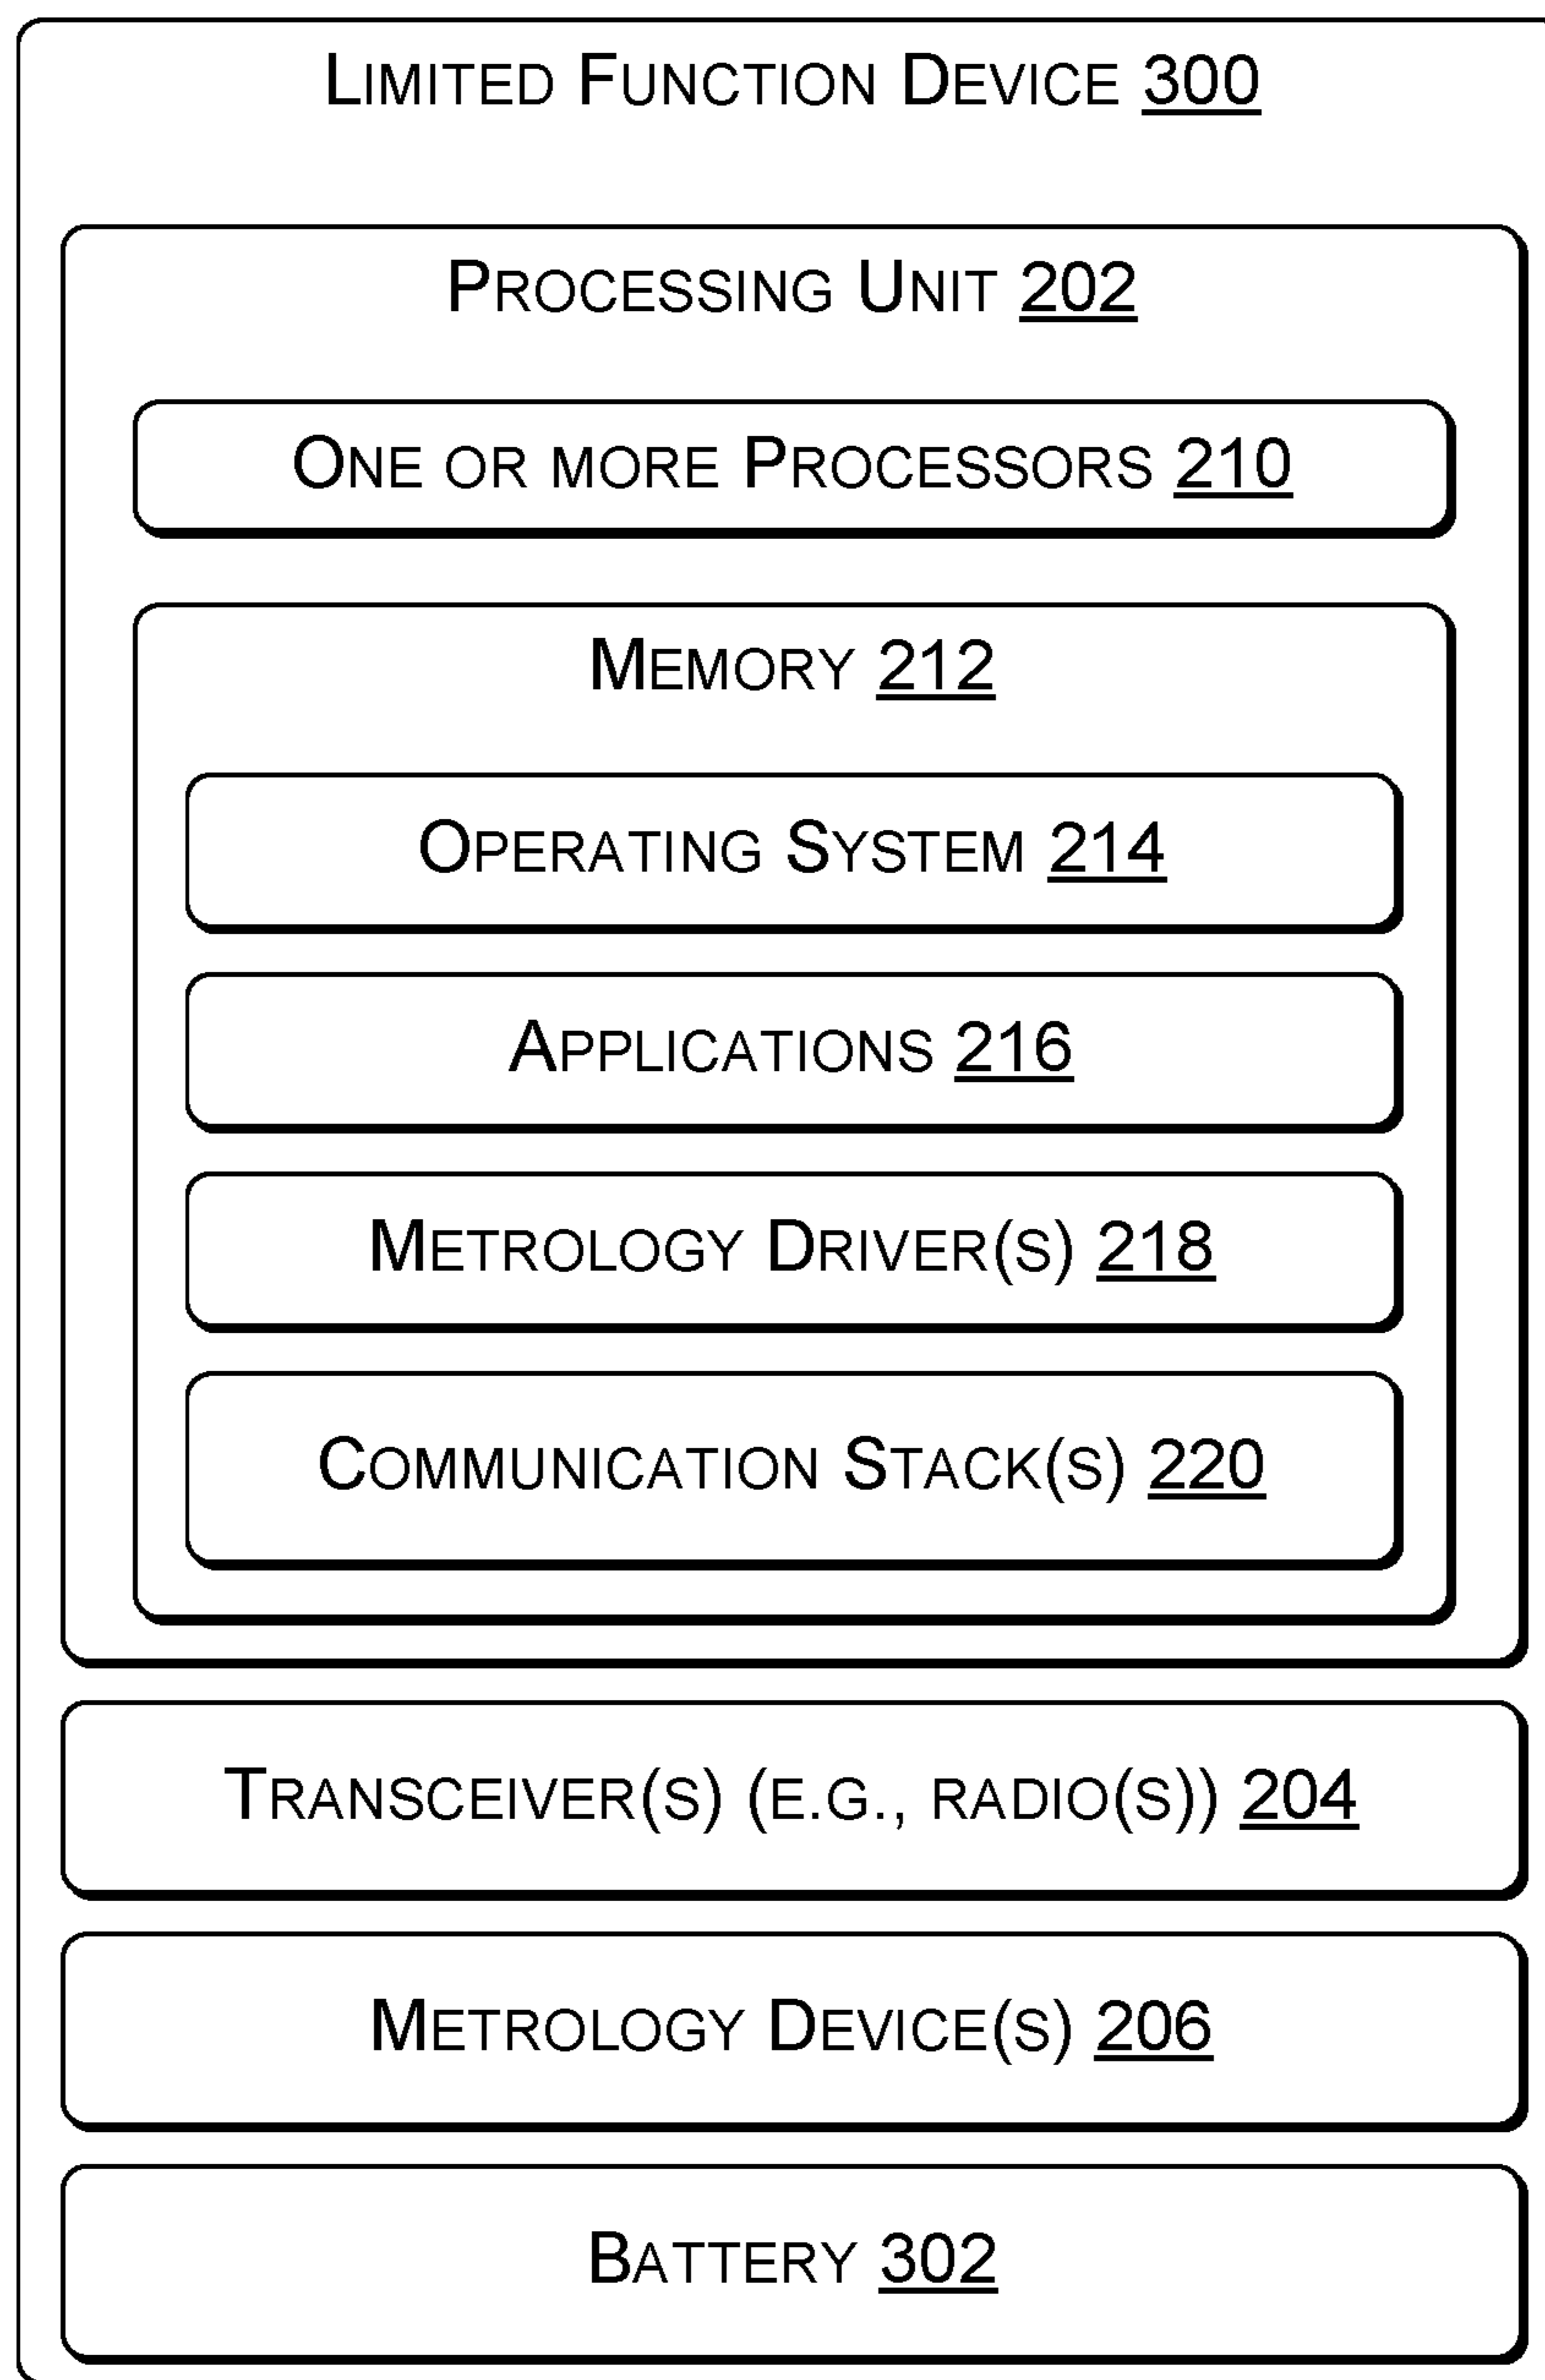 LIMITED FUNCTION DEVICE 300
PROCESSING UNIT 202
ONE OR MORE PROCESSORS 210
MEMORY 212
OPERATING SYSTEM 214
APPLICATIONS 216
METROLOGY DRIVER(S) 218
COMMUNICATION STACK(S) 220
TRANSCEIVER(S) (E.G., RADIO(S)) 204
METROLOGY DEVICE(S) 206
BATTERY 302